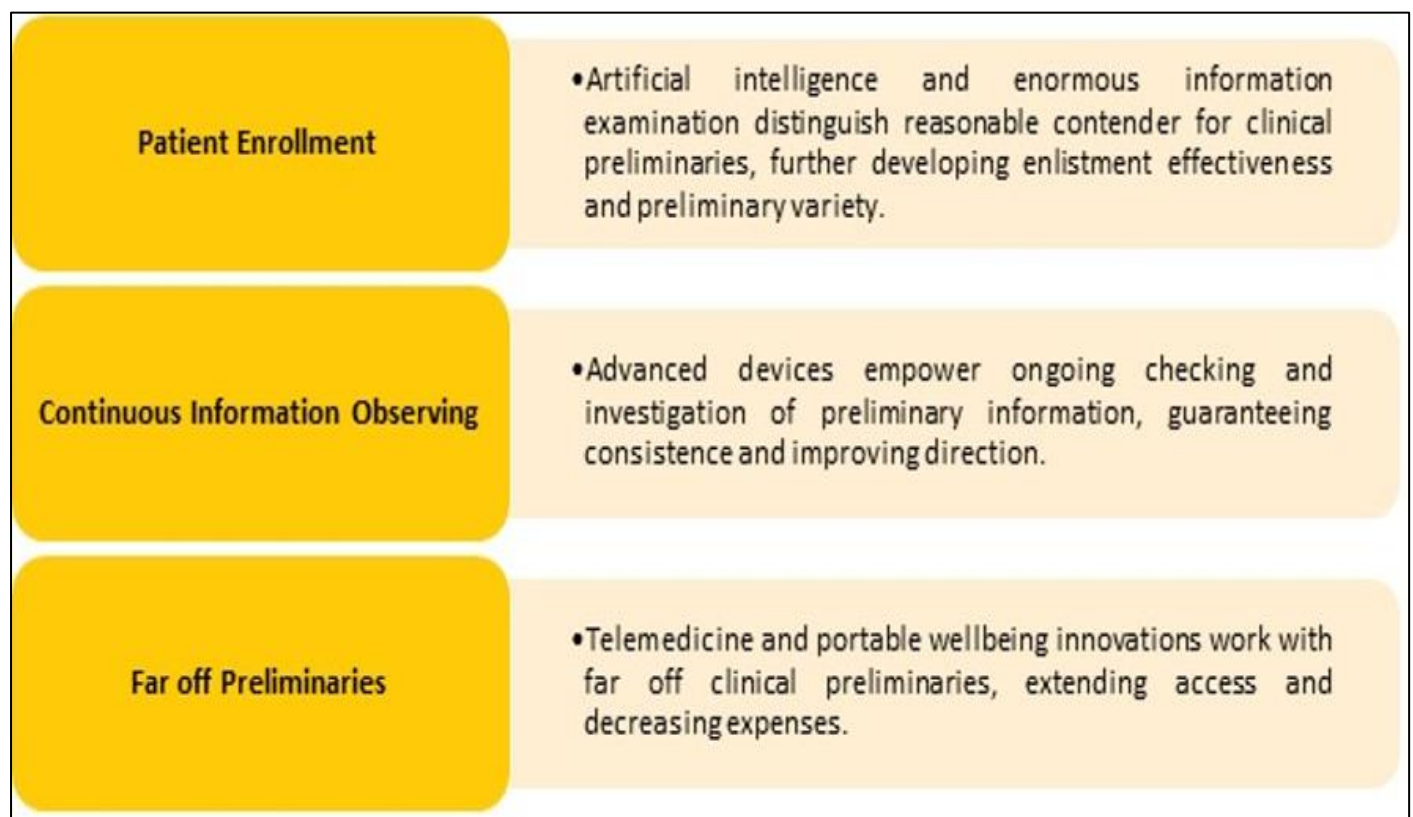 Patient Enrollment
•Artificial intelligence and enormous information
examination distinguish reasonable contender for clinical
preliminaries, further developing enlistment effectiveness
and preliminary variety.
Continuous Information Observing
•Advanced devices empower ongoing checking and
investigation of preliminary information, guaranteeing
consistence and improving direction.
Far off Preliminaries
•Telemedicine and portable wellbeing innovations work with
far off clinical preliminaries, extending access and
decreasing expenses.